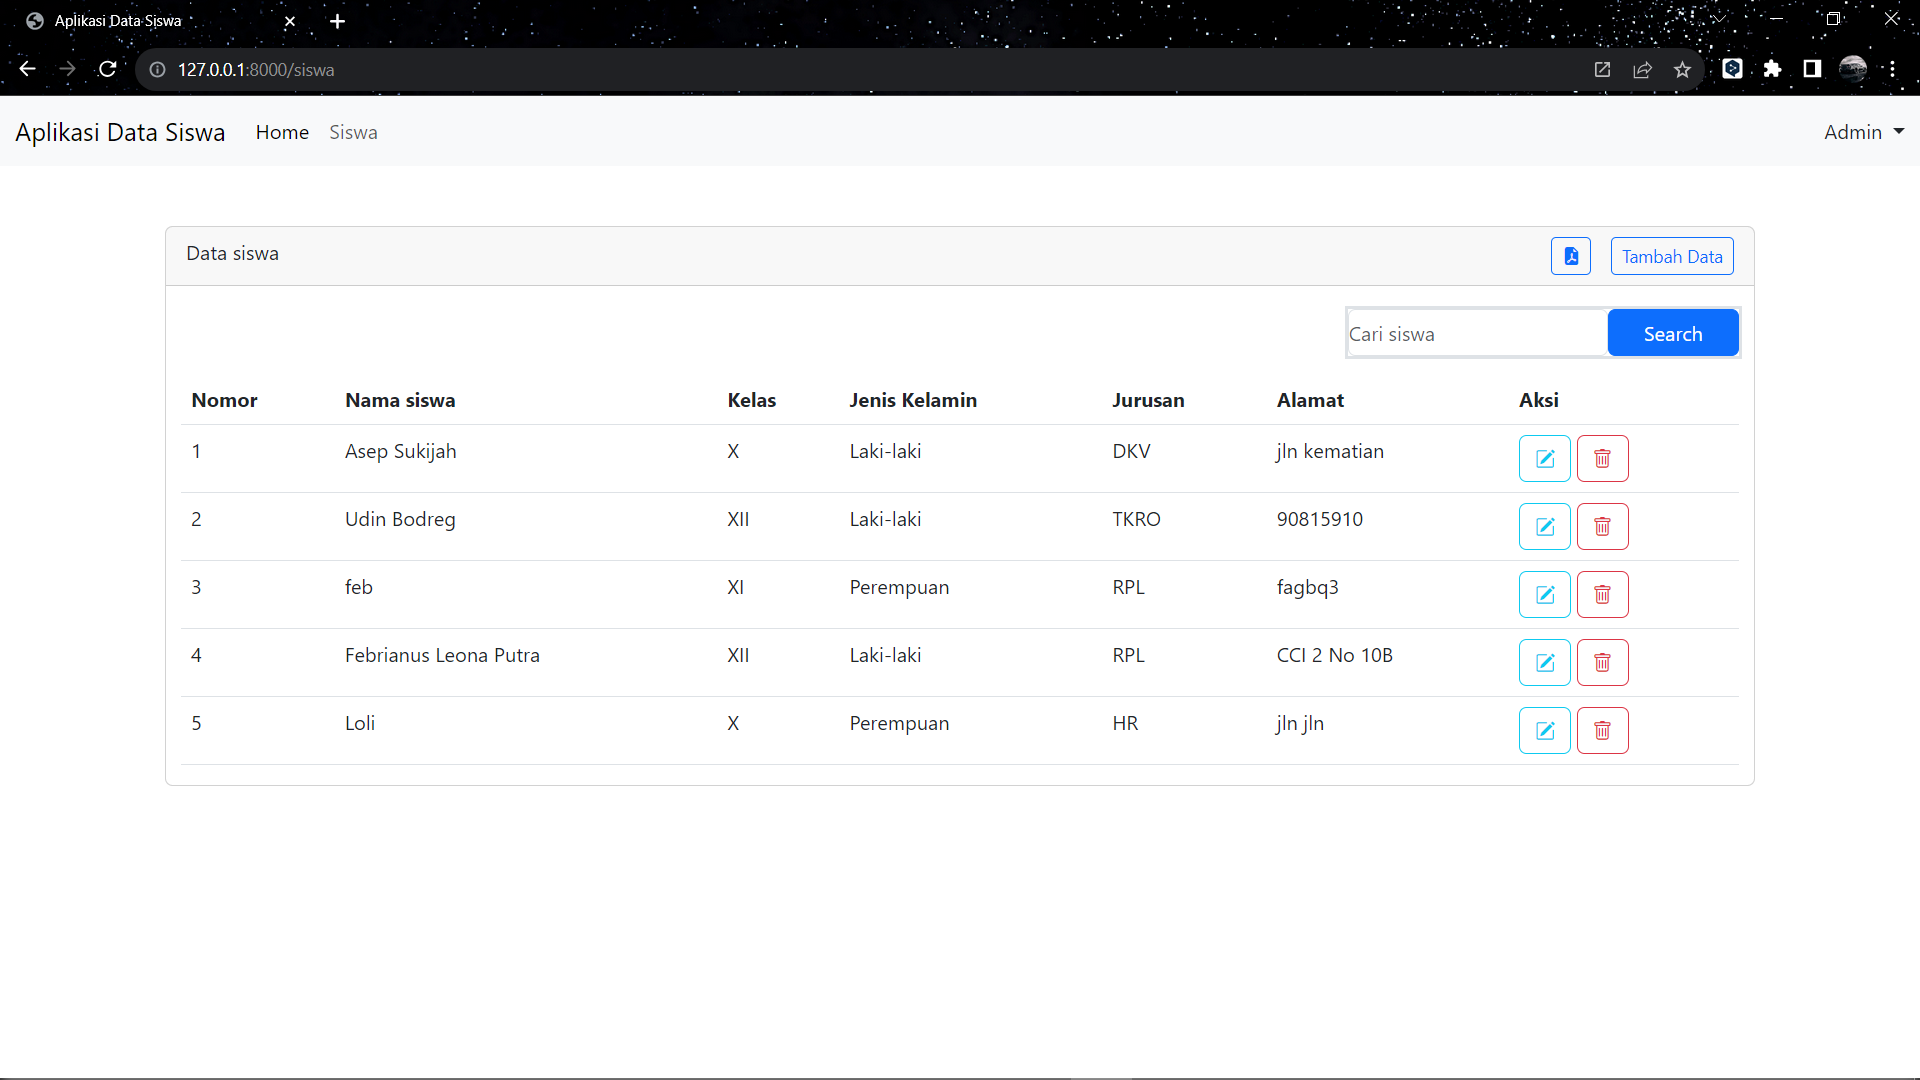 Aplikasi Data Siswa
127.0.0.1:8000/siswa
Aplikasi Data Siswa Home Siswa Admin
Data siswa Tambah Data
Cari siswa Search
Nomor Nama siswa Kelas Jenis Kelamin Jurusan Alamat Aksi
1 Asep Sukijah X Laki-laki DKV jln kematian
2 Udin Bodreg XII Laki-laki TKRO 90815910
3 feb XI Perempuan RPL fagbq3
4 Febrianus Leona Putra XII Laki-laki RPL CCI 2 No 10B
5 Loli X Perempuan HR jln jln